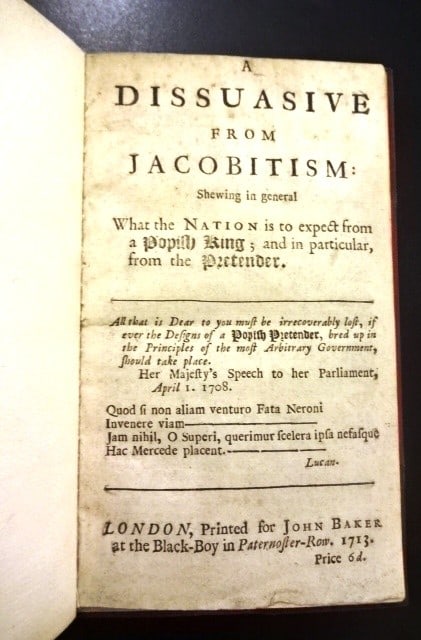 A
DISSUASIVE
FROM
JACOBITISM:
Shewing in general
What the NATION is to expect from
a Popish King; and in particular,
from the Pretender.
All that is Dear to you must be irrecoverably lost, if
ever the Designs of a Popish Pretender, bred up in
the Principles of the most Arbitrary Government,
should take place.
Her Majesty's Speech to her Parliament,
April 1. 1708.
Quod si non aliam venturo Fata Neroni
Invenere viam————
Jam nihil, O Superi, querimur scelera ipsa nefasque
Hac Mercede placent.————
Lucan.
LONDON, Printed for JOHN BAKER
at the Black-Boy in Paternoster-Row. 1713.
Price 6d.